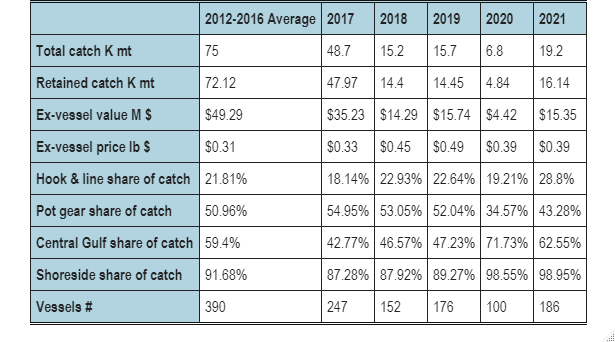 2012-2016 Average 2017 2018 2019 2020 2021
Total catch K mt 75 48.7 15.2 15.7 6.8 19.2
Retained catch K mt 72.12 47.97 14.4 14.45 4.84 16.14
Ex-vessel value M $ $49.29 $35.23 $14.29 $15.74 $4.42 $15.35
Ex-vessel price lb $ $0.31 $0.33 $0.45 $0.49 $0.39 $0.39
Hook & line share of catch 21.81% 18.14% 22.93% 22.64% 19.21% 28.8%
Pot gear share of catch 50.96% 54.95% 53.05% 52.04% 34.57% 43.28%
Central Gulf share of catch 59.4% 42.77% 46.57% 47.23% 71.73% 62.55%
Shoreside share of catch 91.68% 87.28% 87.92% 89.27% 98.55% 98.95%
Vessels # 390 247 152 176 100 186